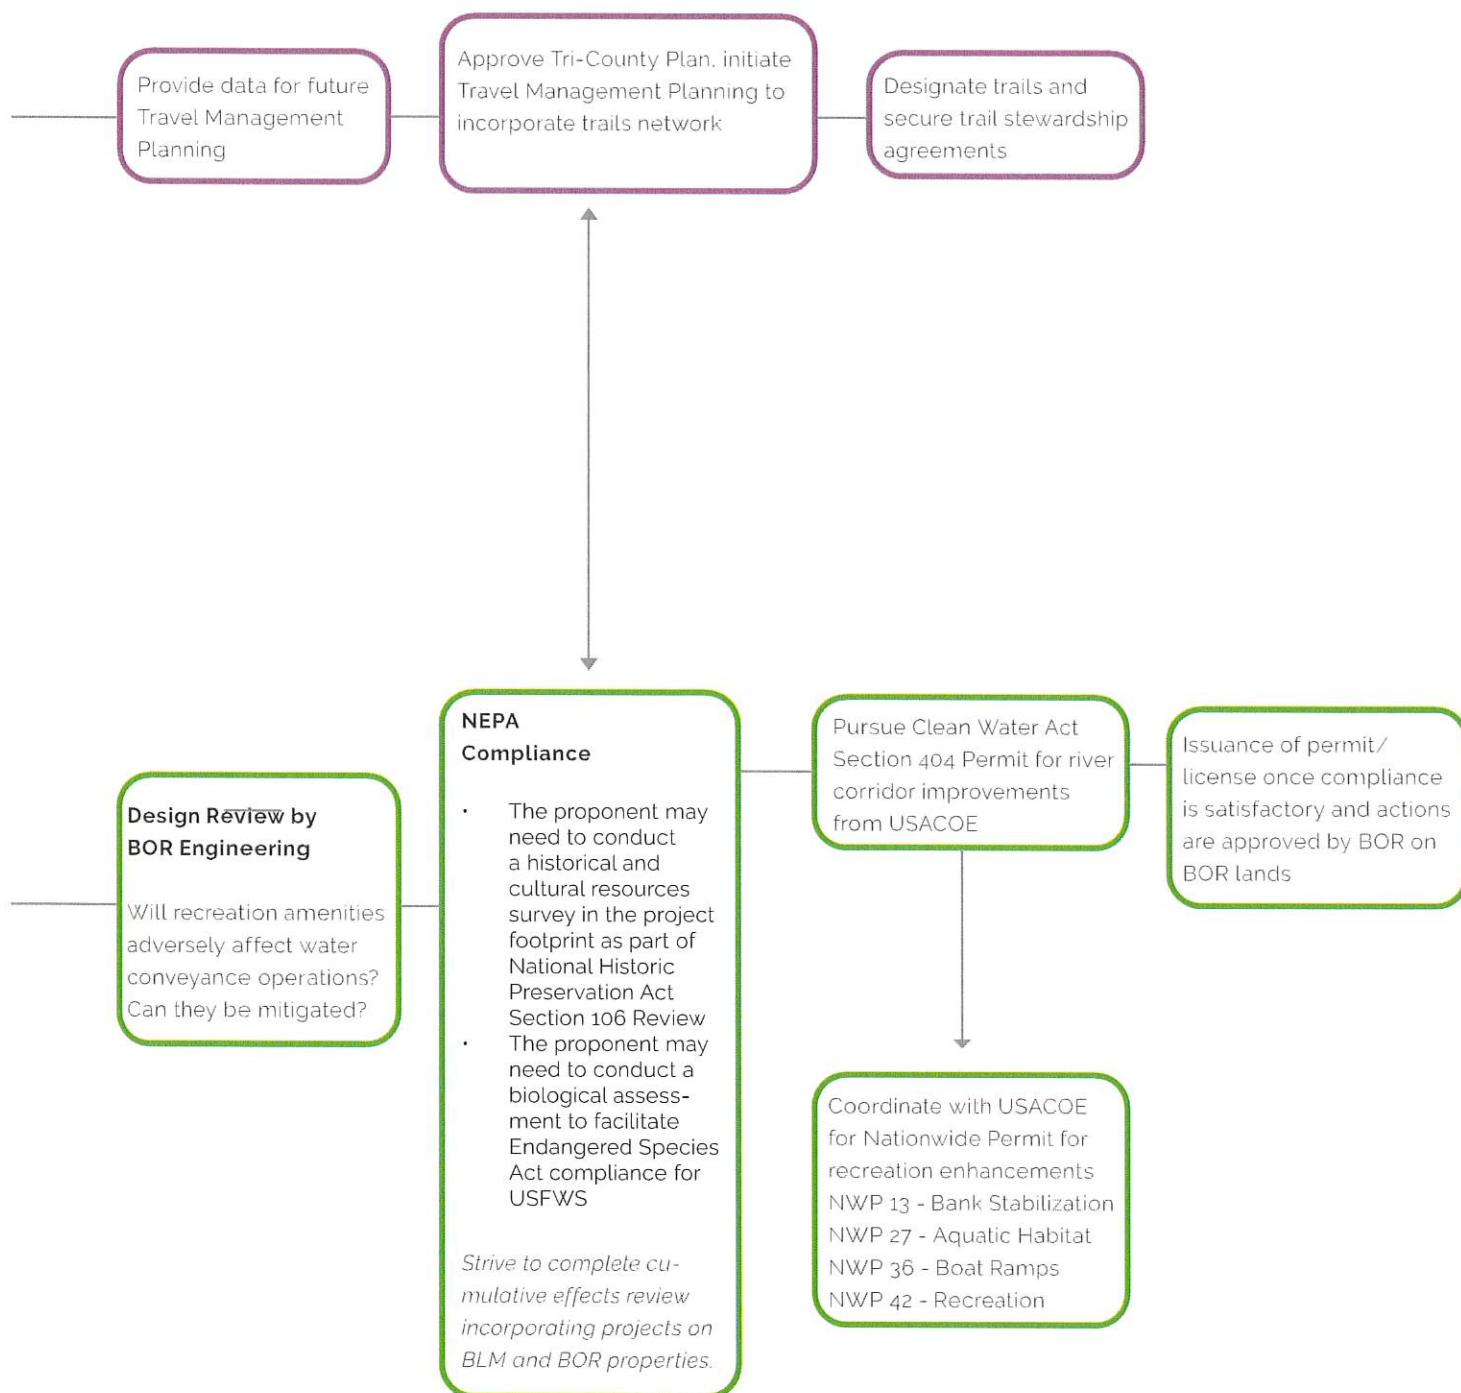 Provide data for future
Travel Management
Planning
Approve Tri-County Plan, initiate
Travel Management Planning to
incorporate trails network
Designate trails and
secure trail stewardship
agreements
Design Review by
BOR Engineering
Will recreation amenities
adversely affect water
conveyance operations?
Can they be mitigated?
NEPA
Compliance
• The proponent may
need to conduct
a historical and
cultural resources
survey in the project
footprint as part of
National Historic
Preservation Act
Section 106 Review
• The proponent may
need to conduct a
biological assess-
ment to facilitate
Endangered Species
Act compliance for
USFWS
Strive to complete cu-
mulative effects review
incorporating projects on
BLM and BOR properties.
Pursue Clean Water Act
Section 404 Permit for river
corridor improvements
from USACOE
Issuance of permit/
license once compliance
is satisfactory and actions
are approved by BOR on
BOR lands
Coordinate with USACOE
for Nationwide Permit for
recreation enhancements
NWP 13 - Bank Stabilization
NWP 27 - Aquatic Habitat
NWP 36 - Boat Ramps
NWP 42 - Recreation